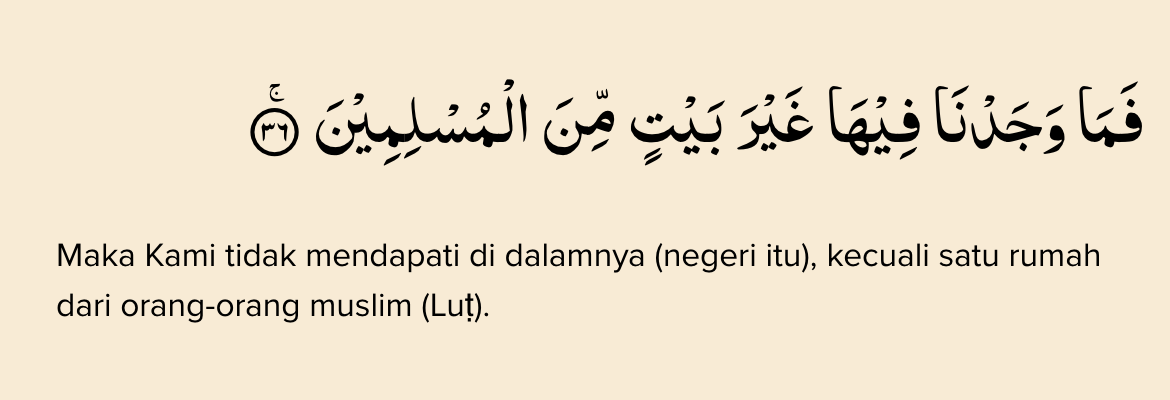 فَمَا وَجَدْنَا فِيْهَا غَيْرَ بَيْتٍ مِّنَ الْمُسْلِمِيْنَ ۚ ٣٦
Maka Kami tidak mendapati di dalamnya (negeri itu), kecuali satu rumah
dari orang-orang muslim (Luṭ).